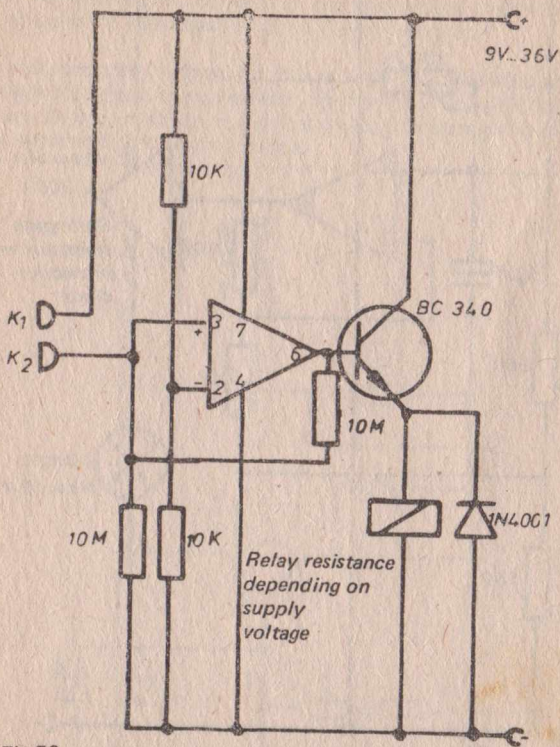 +
9V...36V
10K
K1
K2
3
+
7
6
BC 340
2
-
4
10M
10M
10K
1N4001
Relay resistance
depending on
supply
voltage
-